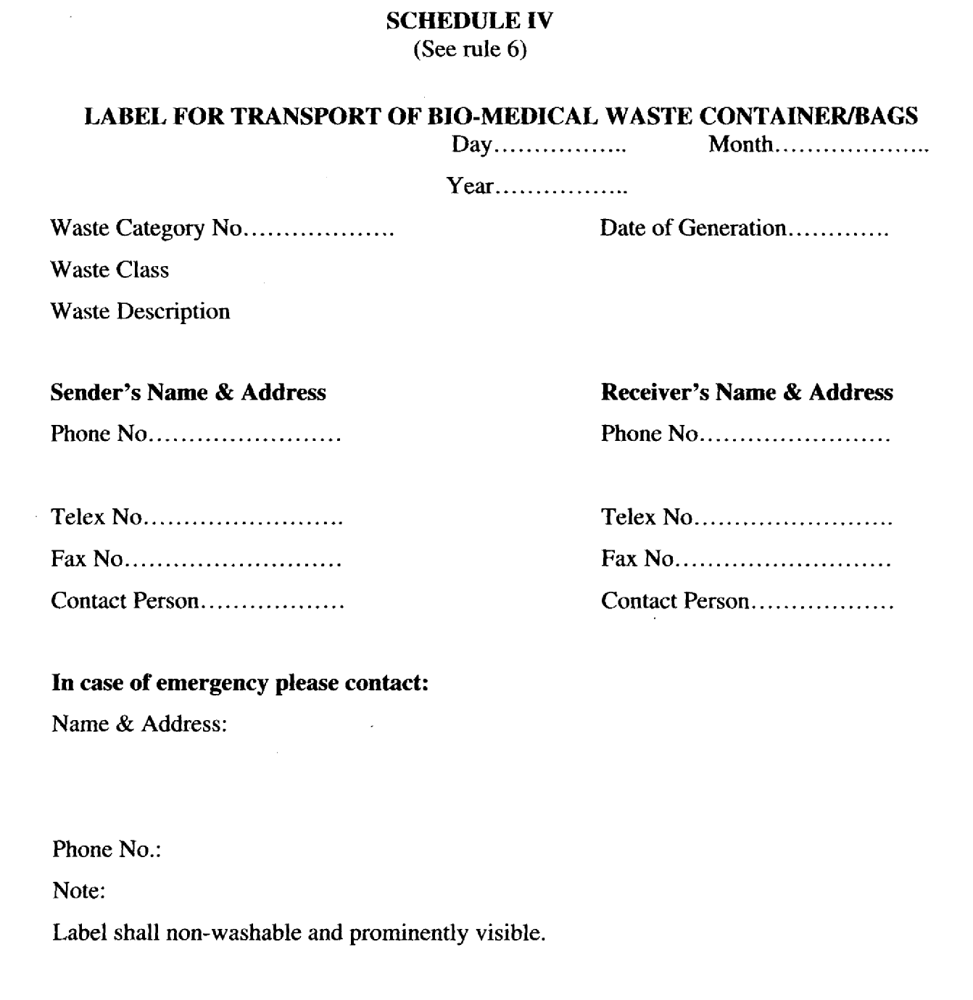 SCHEDULE IV
(See rule 6)
LABEL FOR TRANSPORT OF BIO-MEDICAL WASTE CONTAINER/BAGS
Day................. Month....................
Year.................
Waste Category No................... Date of Generation.............
Waste Class
Waste Description
Sender's Name & Address Receiver's Name & Address
Phone No........................ Phone No........................
Telex No......................... Telex No.........................
Fax No........................... Fax No...........................
Contact Person.................. Contact Person..................
In case of emergency please contact:
Name & Address:
Phone No.:
Note:
Label shall non-washable and prominently visible.